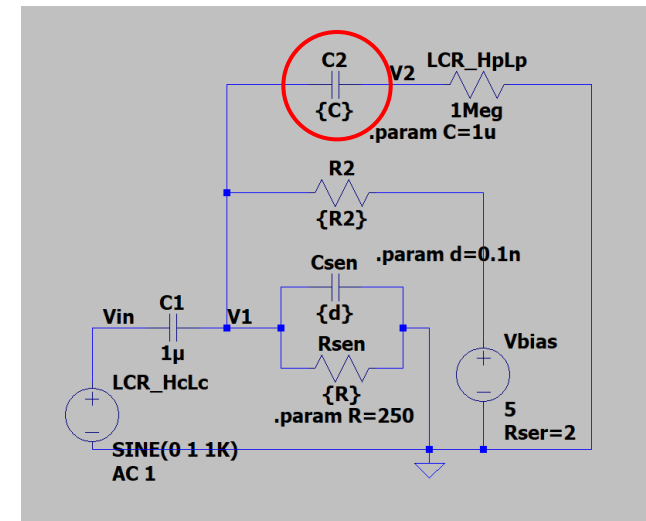 C2
V2
LCR_HpLp
{C}
1Meg
.param C=1u
R2
{R2}
.param d=0.1n
Csen
{d}
Vin
C1
V1
1µ
Rsen
Vbias
LCR_HcLc
{R}
.param R=250
5
Rser=2
SINE(0 1 1K)
AC 1